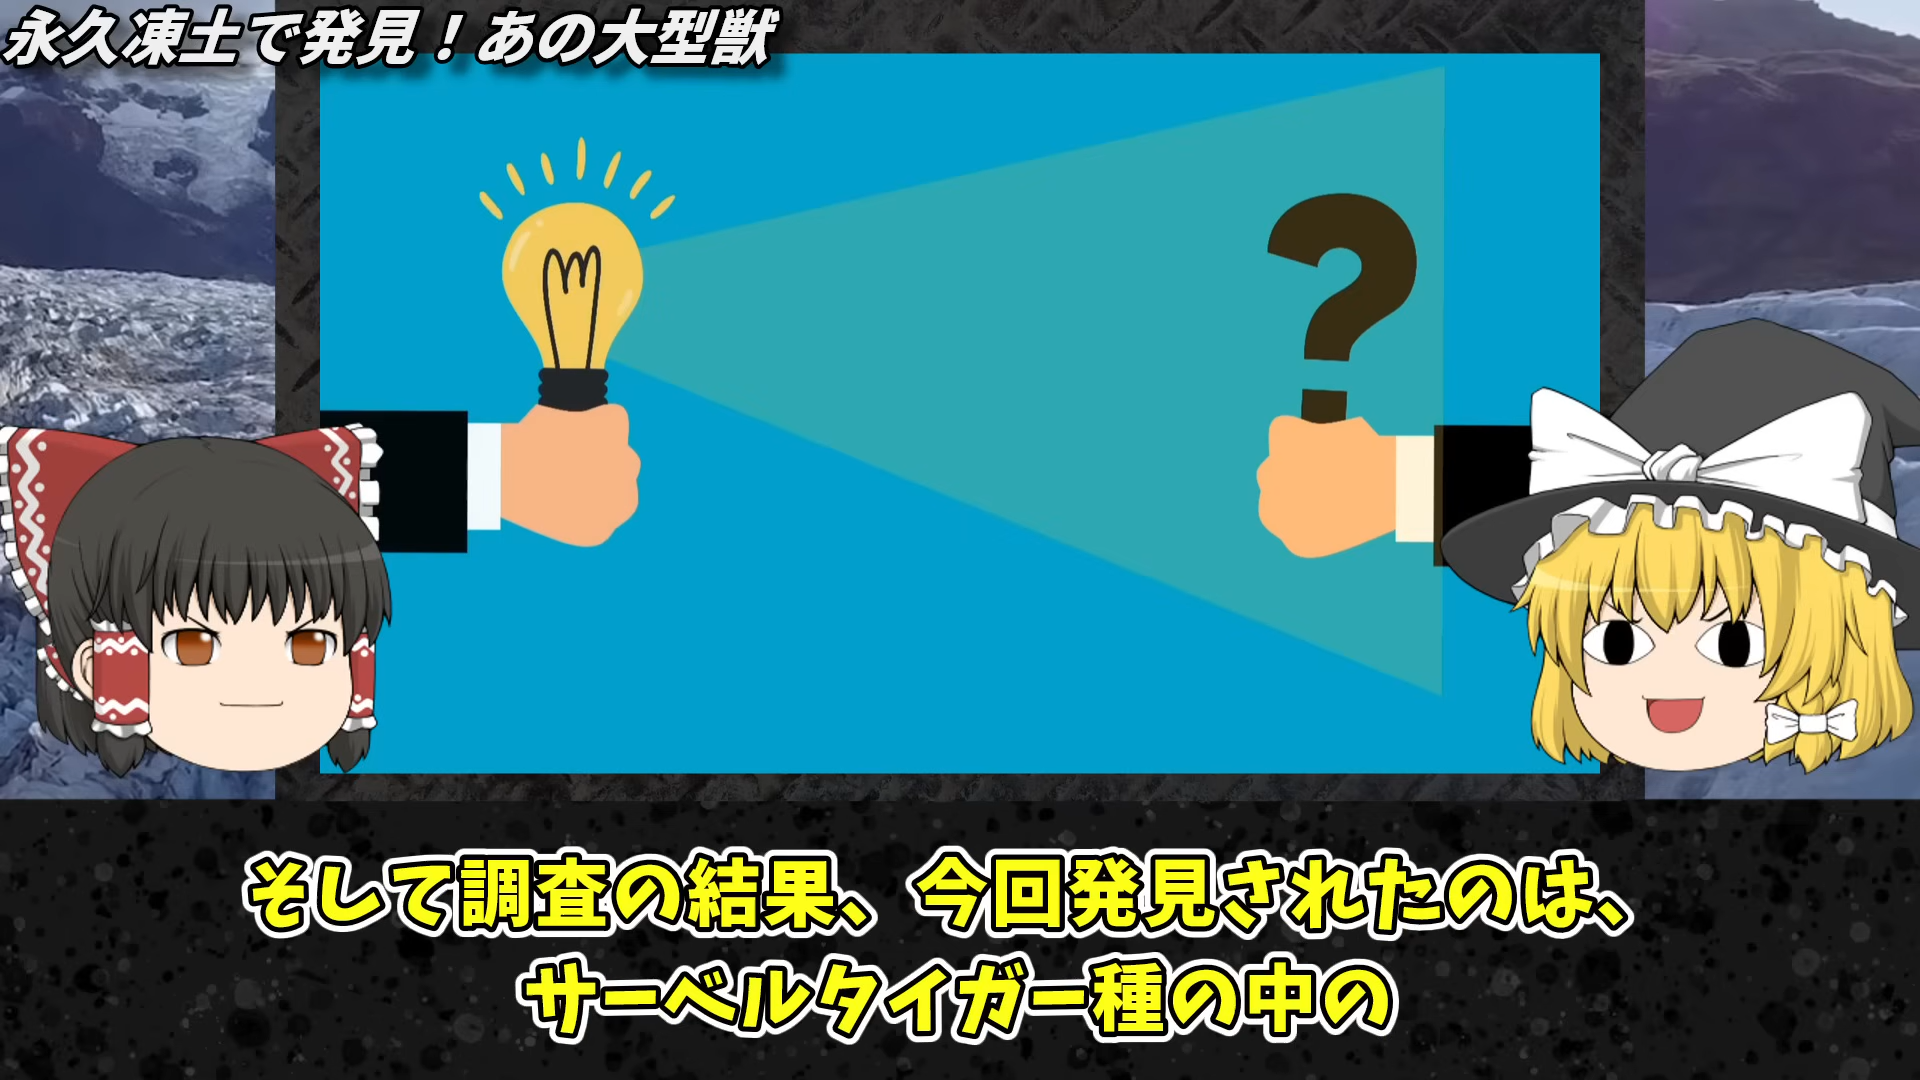 永久凍土で発見！あの大型獣
そして調査の結果、今回発見されたのは、
サーベルタイガー種の中の